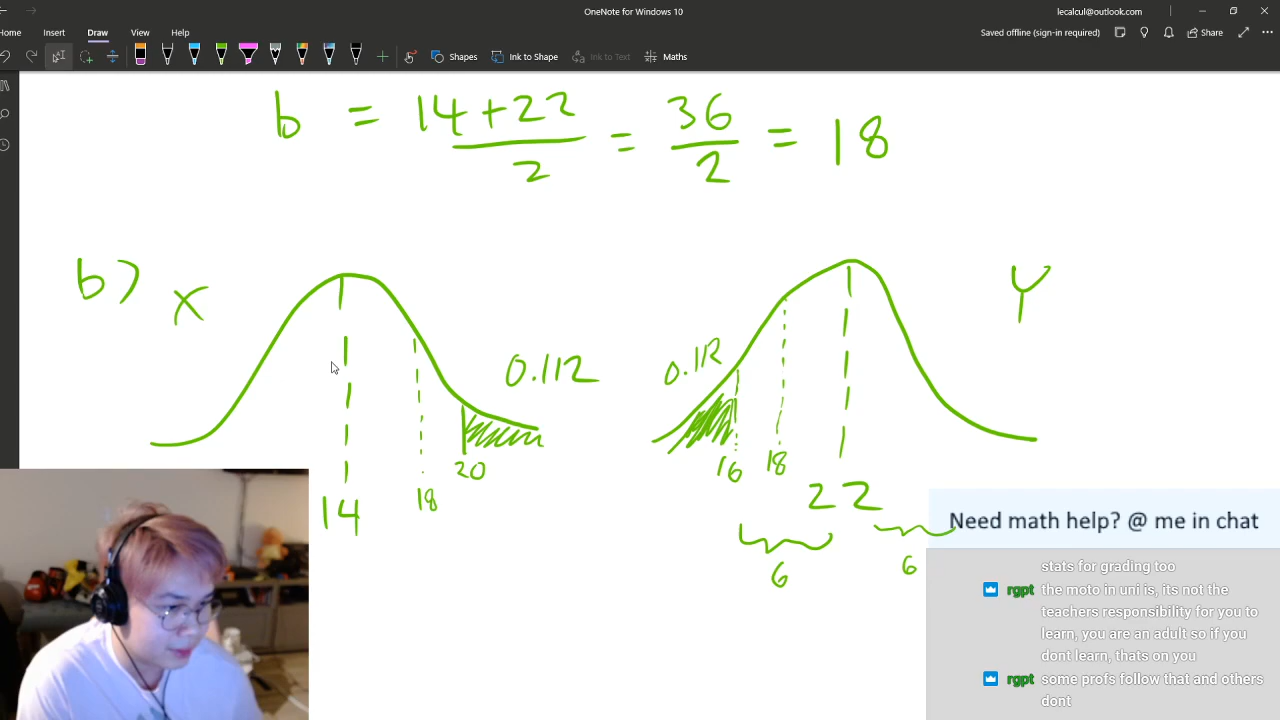 OneNote for Windows 10
lecalcul@outlook.com
Home Insert Draw View Help
Saved offline (sign-in required)
Share
Shapes
Ink to Shape
Ink to Text
Maths
b = 14+22/2 = 36/2 = 18
b)
X
Y
0.112
0.112
20
16
18
18
14
22
6
6
Need math help? @ me in chat
stats for grading too
rgpt the moto in uni is, its not the
teachers responsibility for you to
learn, you are an adult so if you
dont learn, thats on you
rgpt some profs follow that and others
dont